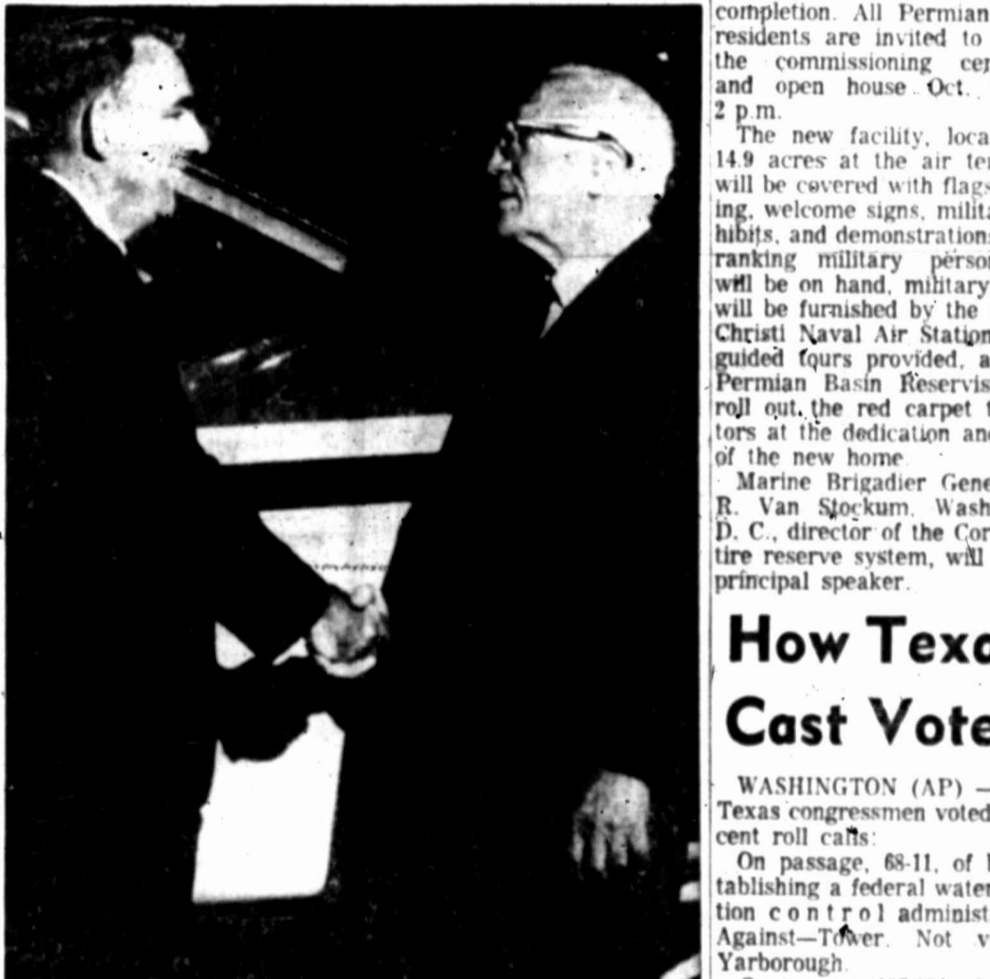 completion. All Permian
residents are invited to
the commissioning cer
and open house Oct.
2 p.m.
The new facility, loca
14.9 acres at the air ter
will be covered with flags
ing, welcome signs, milita
hibits, and demonstrations
ranking military person
will be on hand, military
will be furnished by the
Christi Naval Air Station
guided tours provided, a
Permian Basin Reservis
roll out the red carpet t
tors at the dedication and
of the new home.
Marine Brigadier Gene
R. Van Stockum, Wash
D. C., director of the Cor
tire reserve system, will
principal speaker.
How Texa
Cast Vote
WASHINGTON (AP) —
Texas congressmen voted
cent roll calls:
On passage, 68-11, of
tablishing a federal water
tion control administ
Against—Tower. Not v
Yarborough.